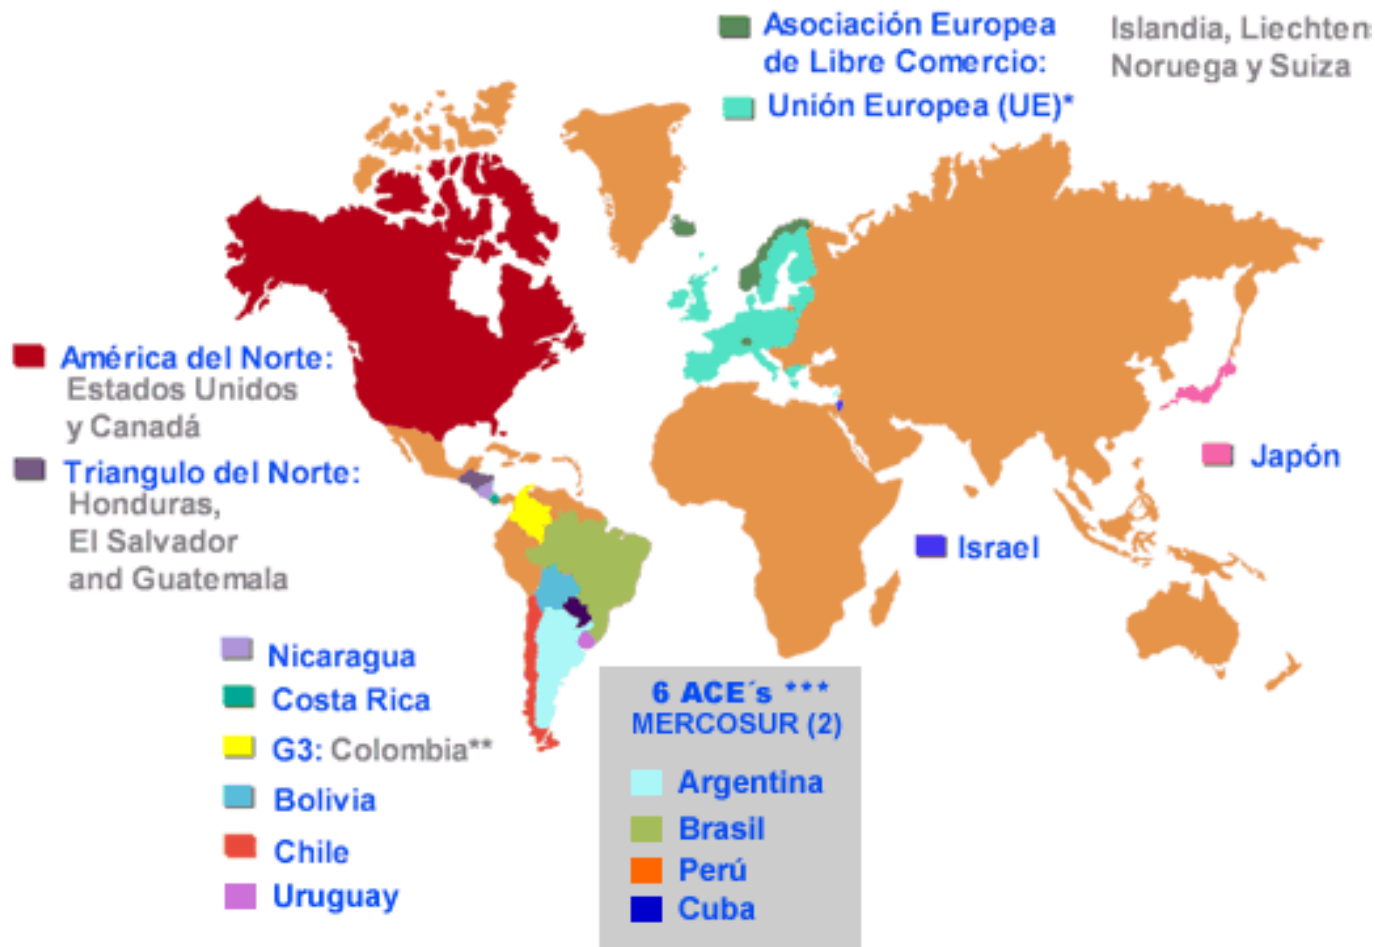 Asociación Europea
de Libre Comercio:
Islandia, Liechten
Noruega y Suiza
Unión Europea (UE)*
América del Norte:
Estados Unidos
y Canadá
Triangulo del Norte:
Honduras,
El Salvador
and Guatemala
Japón
Israel
Nicaragua
Costa Rica
G3: Colombia**
Bolivia
Chile
Uruguay
6 ACE´s ***
MERCOSUR (2)
Argentina
Brasil
Perú
Cuba